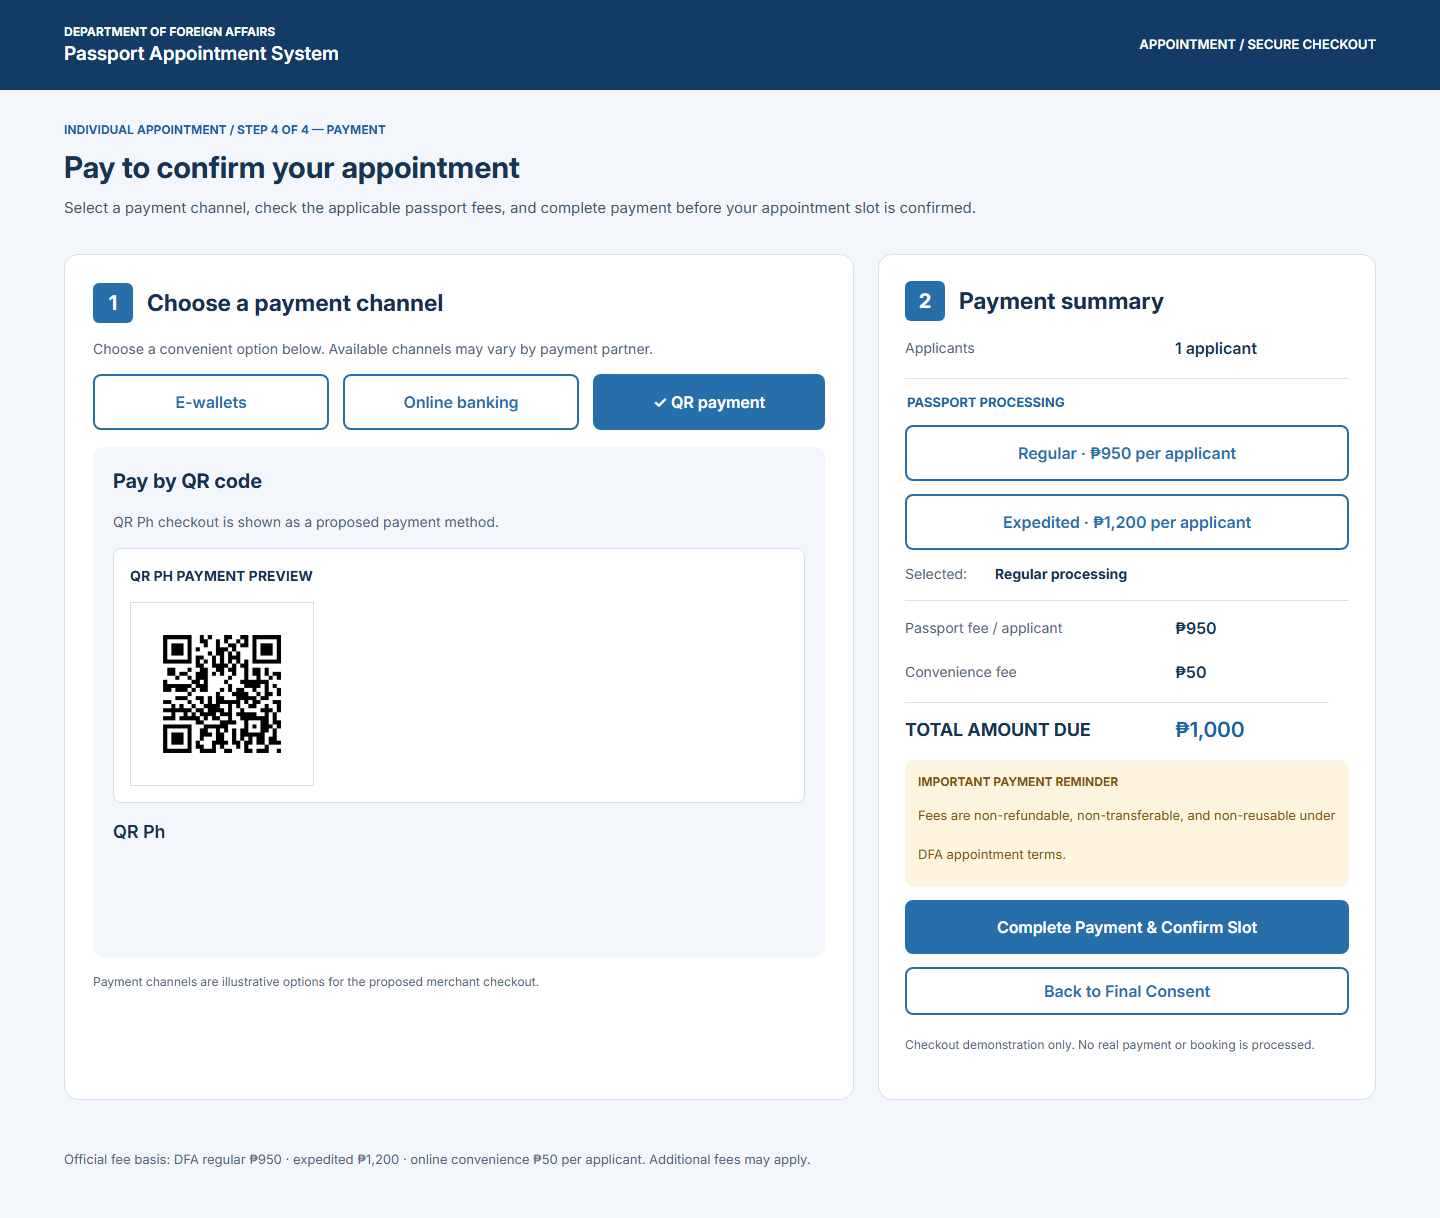 DEPARTMENT OF FOREIGN AFFAIRS
Passport Appointment System
APPOINTMENT / SECURE CHECKOUT
INDIVIDUAL APPOINTMENT / STEP 4 OF 4 — PAYMENT
Pay to confirm your appointment
Select a payment channel, check the applicable passport fees, and complete payment before your appointment slot is confirmed.
1
Choose a payment channel
Choose a convenient option below. Available channels may vary by payment partner.
E-wallets
Online banking
✓ QR payment
Pay by QR code
QR Ph checkout is shown as a proposed payment method.
QR PH PAYMENT PREVIEW
QR Ph
Payment channels are illustrative options for the proposed merchant checkout.
2
Payment summary
Applicants
1 applicant
PASSPORT PROCESSING
Regular · ₱950 per applicant
Expedited · ₱1,200 per applicant
Selected:
Regular processing
Passport fee / applicant
₱950
Convenience fee
₱50
TOTAL AMOUNT DUE
₱1,000
IMPORTANT PAYMENT REMINDER
Fees are non-refundable, non-transferable, and non-reusable under
DFA appointment terms.
Complete Payment & Confirm Slot
Back to Final Consent
Checkout demonstration only. No real payment or booking is processed.
Official fee basis: DFA regular ₱950 · expedited ₱1,200 · online convenience ₱50 per applicant. Additional fees may apply.